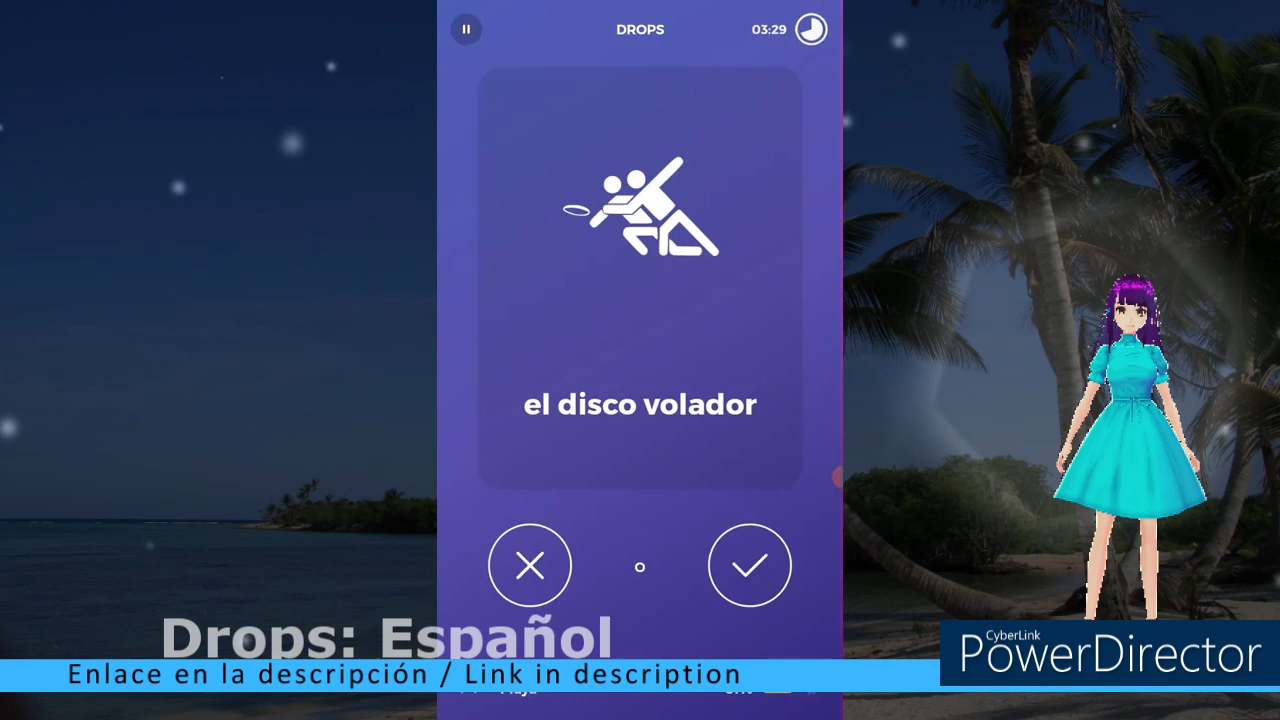 DROPS
03:29
el disco volador
o
Drops: Español
Enlace en la descripción / Link in description
CyberLink
PowerDirector